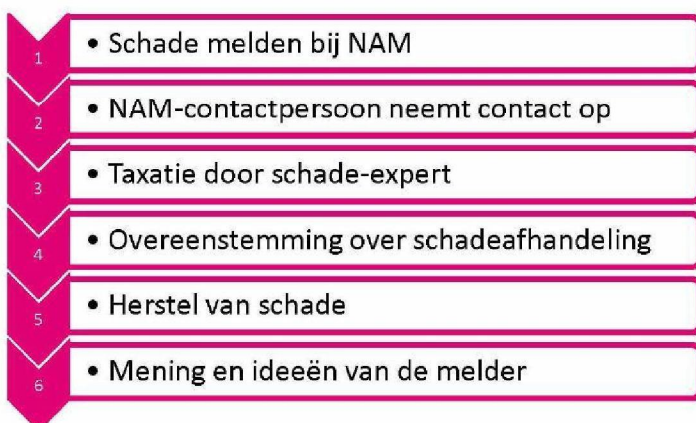 1 • Schade melden bij NAM
2 • NAM-contactpersoon neemt contact op
3 • Taxatie door schade-expert
4 • Overeenstemming over schadeafhandeling
5 • Herstel van schade
6 • Mening en ideeën van de melder